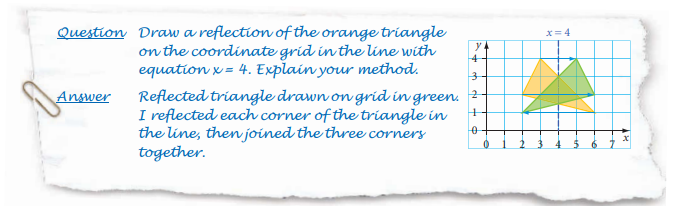 Question Draw a reflection of the orange triangle
on the coordinate grid in the line with
equation x = 4. Explain your method.
Answer Reflected triangle drawn on grid in green.
I reflected each corner of the triangle in
the line, then joined the three corners
together.
x = 4
y
4
3
2
1
0
0 1 2 3 4 5 6 7 x